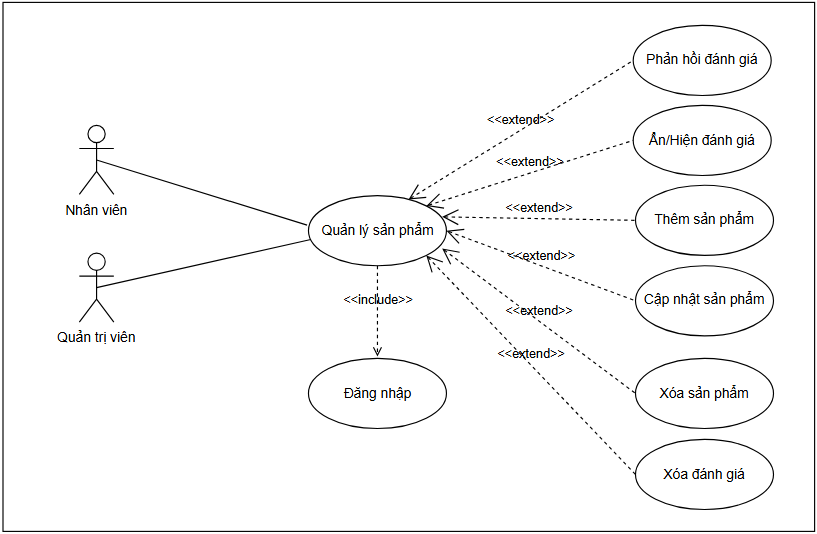 Phản hồi đánh giá
<<extend>>
Ẩn/Hiện đánh giá
<<extend>>
Thêm sản phẩm
<<extend>>
Nhân viên
Quản lý sản phẩm
<<extend>>
Cập nhật sản phẩm
<<include>>
<<extend>>
Quản trị viên
<<extend>>
Đăng nhập
Xóa sản phẩm
Xóa đánh giá